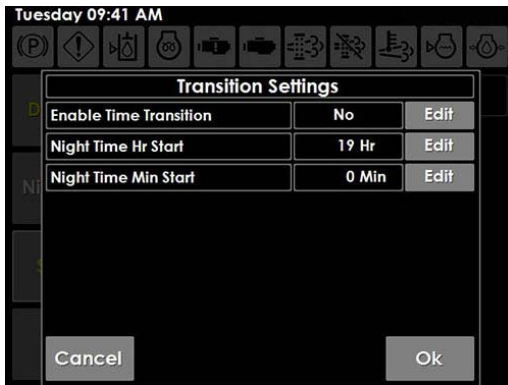 Tuesday 09:41 AM
(P)
Transition Settings
Enable Time Transition No Edit
Night Time Hr Start 19 Hr Edit
Night Time Min Start 0 Min Edit
D
Ni
S
Cancel Ok